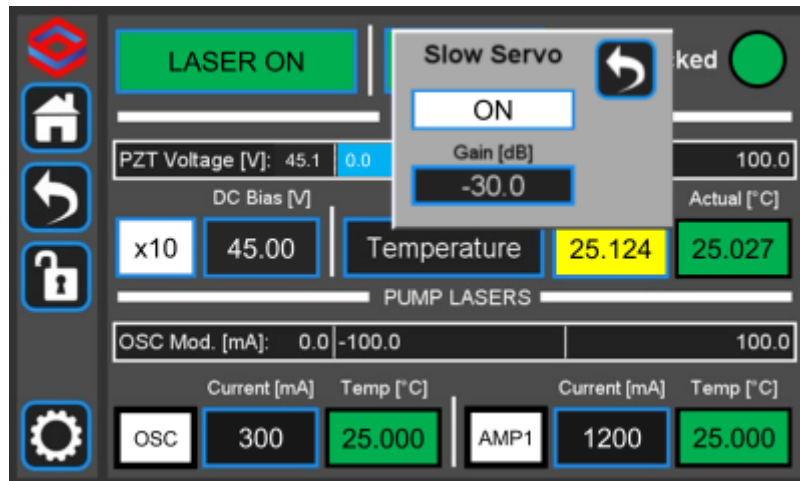 LASER ON
Slow Servo
ked
ON
Gain [dB]
-30.0
PZT Voltage [V]: 45.1 0.0 100.0
DC Bias [V] Actual [°C]
x10 45.00 Temperature 25.124 25.027
PUMP LASERS
OSC Mod. [mA]: 0.0 -100.0 100.0
Current [mA] Temp [°C] Current [mA] Temp [°C]
OSC 300 25.000 AMP1 1200 25.000